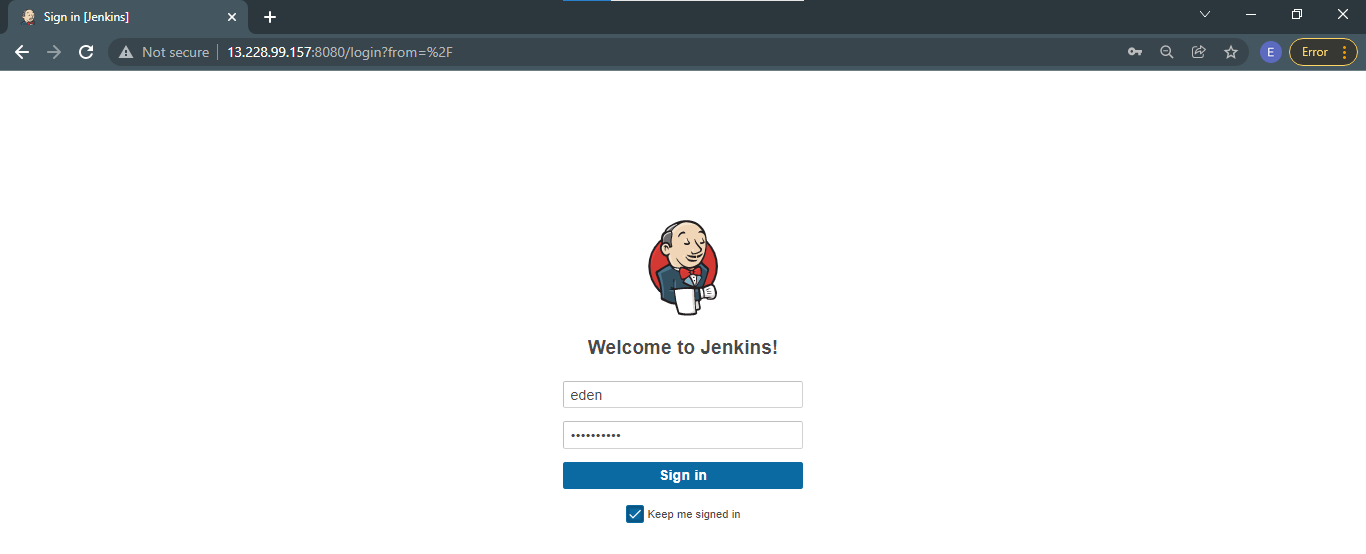 Sign in [Jenkins]
Not secure 13.228.99.157:8080/login?from=%2F
E
Error
Welcome to Jenkins!
eden
••••••••••
Sign in
Keep me signed in